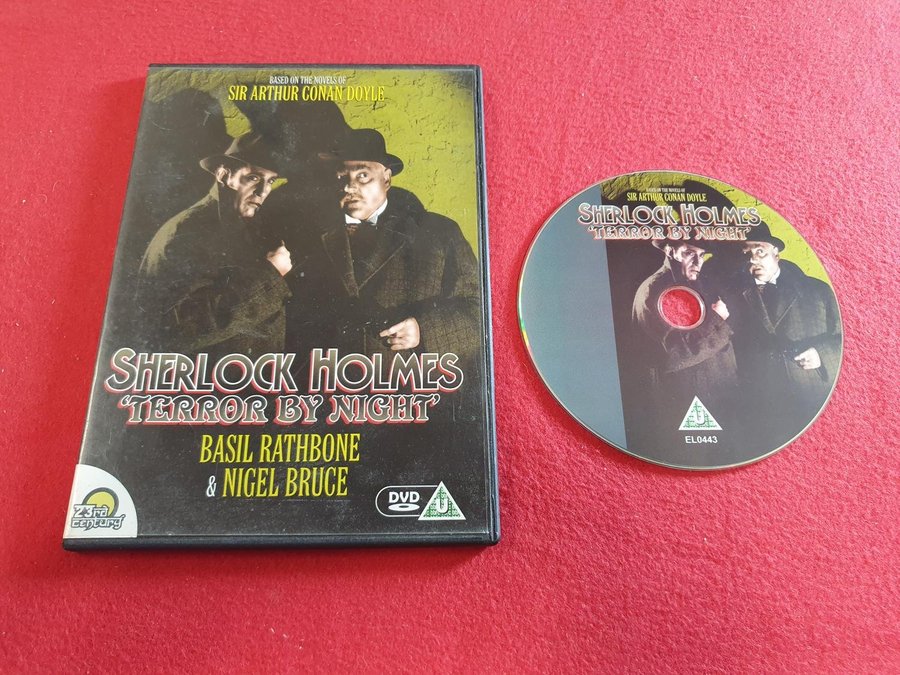 BASED ON THE NOVELS OF
SIR ARTHUR CONAN DOYLE
SHERLOCK HOLMES
'TERROR BY NIGHT'
BASIL RATHBONE
& NIGEL BRUCE
23rd
century
DVD
U
BASED ON THE NOVELS OF
SIR ARTHUR CONAN DOYLE
SHERLOCK HOLMES
'TERROR BY NIGHT'
U
EL0443